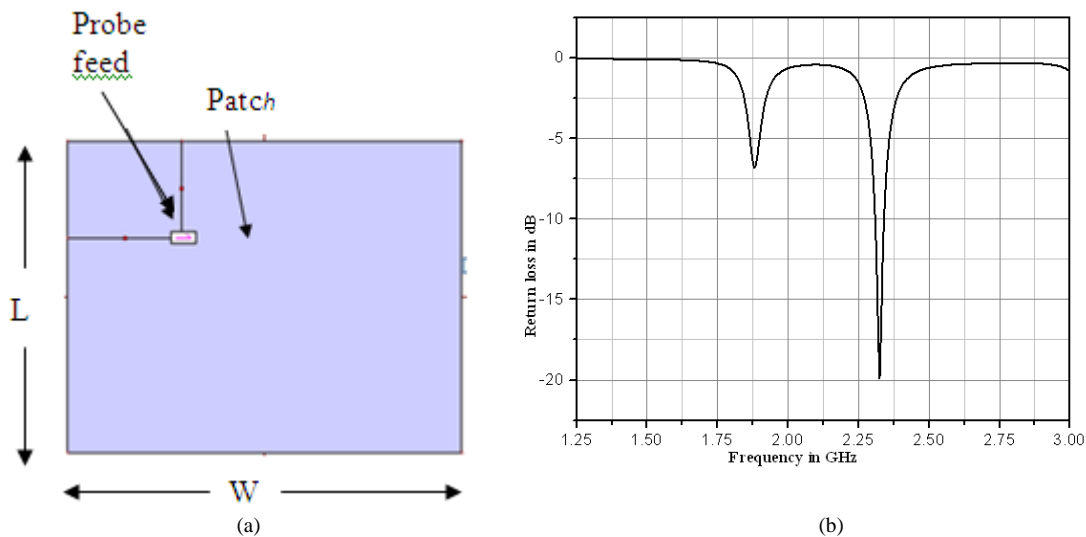 Probe
feed
Patch
L
W
(a)
0
-5
-10
-15
-20
Return loss in dB
1.25 1.50 1.75 2.00 2.25 2.50 2.75 3.00
Frequency in GHz
(b)